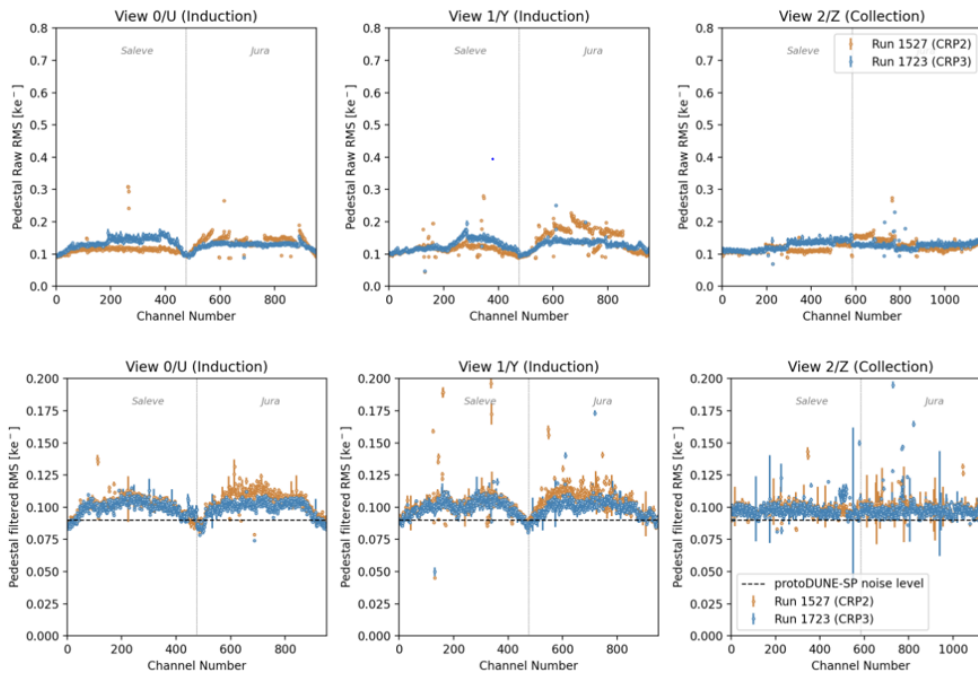 View 0/U (Induction)
View 1/Y (Induction)
View 2/Z (Collection)
Pedestal Raw RMS [ke⁻]
0.8
0.7
0.6
0.5
0.4
0.3
0.2
0.1
0.0
Saleve
Jura
0 200 400 600 800
Channel Number
Pedestal Raw RMS [ke⁻]
0.8
0.7
0.6
0.5
0.4
0.3
0.2
0.1
0.0
Saleve
Jura
0 200 400 600 800
Channel Number
Pedestal Raw RMS [ke⁻]
0.8
0.7
0.6
0.5
0.4
0.3
0.2
0.1
0.0
Saleve
Jura
Run 1527 (CRP2)
Run 1723 (CRP3)
0 200 400 600 800 1000
Channel Number
View 0/U (Induction)
View 1/Y (Induction)
View 2/Z (Collection)
Pedestal filtered RMS [ke⁻]
0.200
0.175
0.150
0.125
0.100
0.075
0.050
0.025
0.000
Saleve
Jura
0 200 400 600 800
Channel Number
Pedestal filtered RMS [ke⁻]
0.200
0.175
0.150
0.125
0.100
0.075
0.050
0.025
0.000
Saleve
Jura
0 200 400 600 800
Channel Number
Pedestal filtered RMS [ke⁻]
0.200
0.175
0.150
0.125
0.100
0.075
0.050
0.025
0.000
Saleve
Jura
protoDUNE-SP noise level
Run 1527 (CRP2)
Run 1723 (CRP3)
0 200 400 600 800 1000
Channel Number